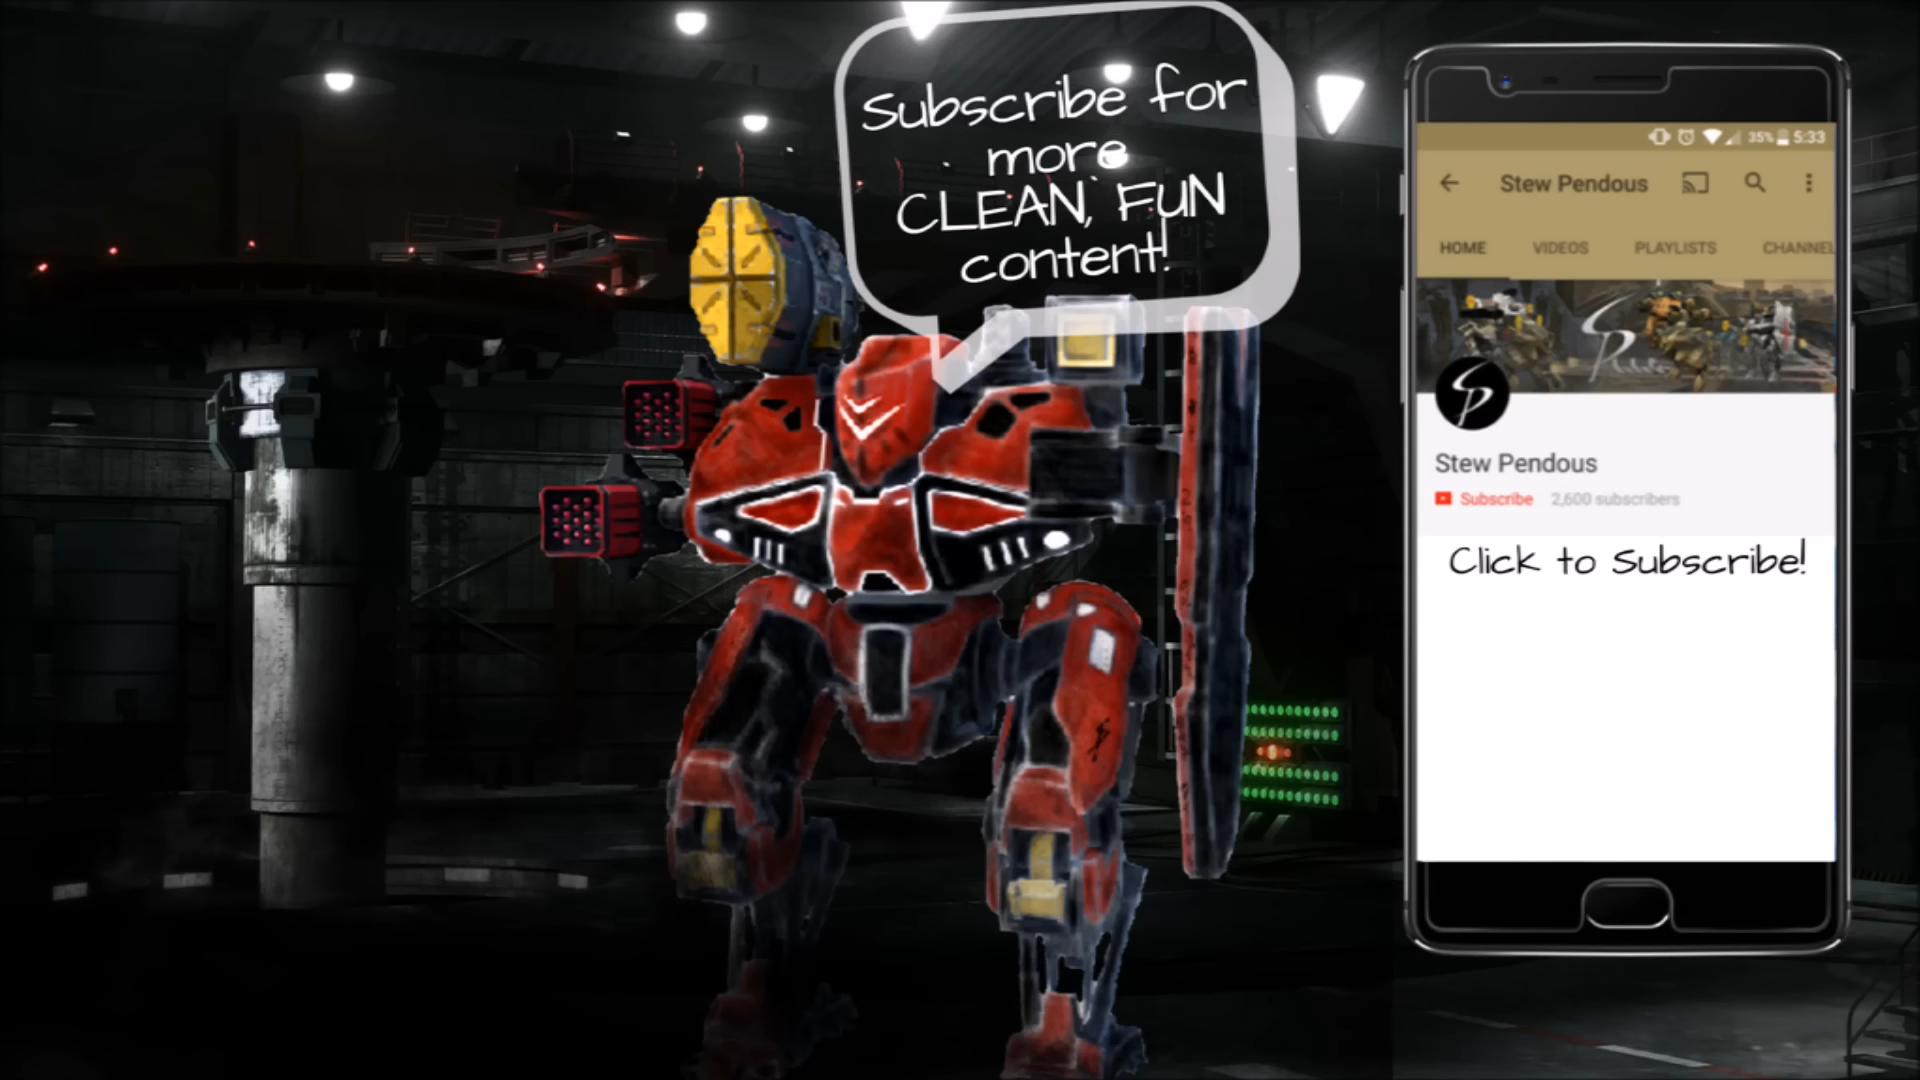 Subscribe for
more
CLEAN, FUN
content!
35% 5:33
Stew Pendous
HOME VIDEOS PLAYLISTS CHANNEL
SP
Stew Pendous
Subscribe 2,600 subscribers
Click to Subscribe!